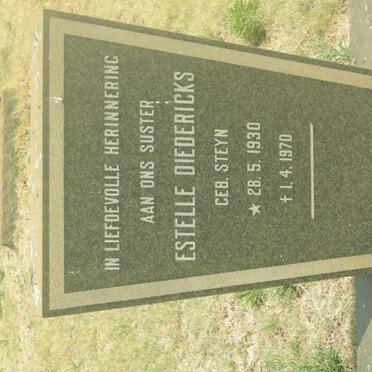 IN LIEFDEVOLLE HERINNERING
AAN ONS SUSTER
ESTELLE DIEDERICKS
GEB. STEYN
★ 28. 5. 1930
✝ 1. 4. 1970